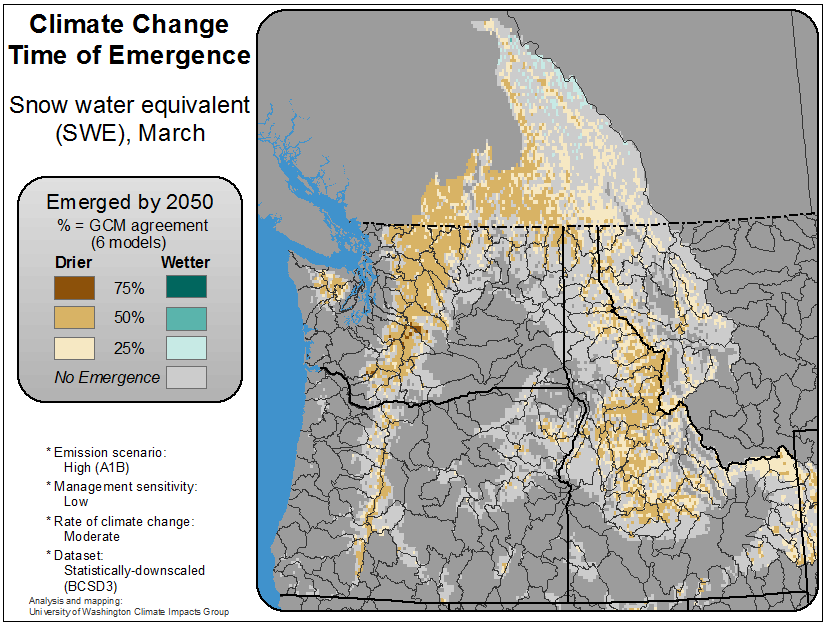 Climate Change
Time of Emergence
Snow water equivalent
(SWE), March
Emerged by 2050
% = GCM agreement
(6 models)
Drier Wetter
75%
50%
25%
No Emergence
* Emission scenario:
High (A1B)
* Management sensitivity:
Low
* Rate of climate change:
Moderate
* Dataset:
Statistically-downscaled
(BCSD3)
Analysis and mapping:
University of Washington Climate Impacts Group